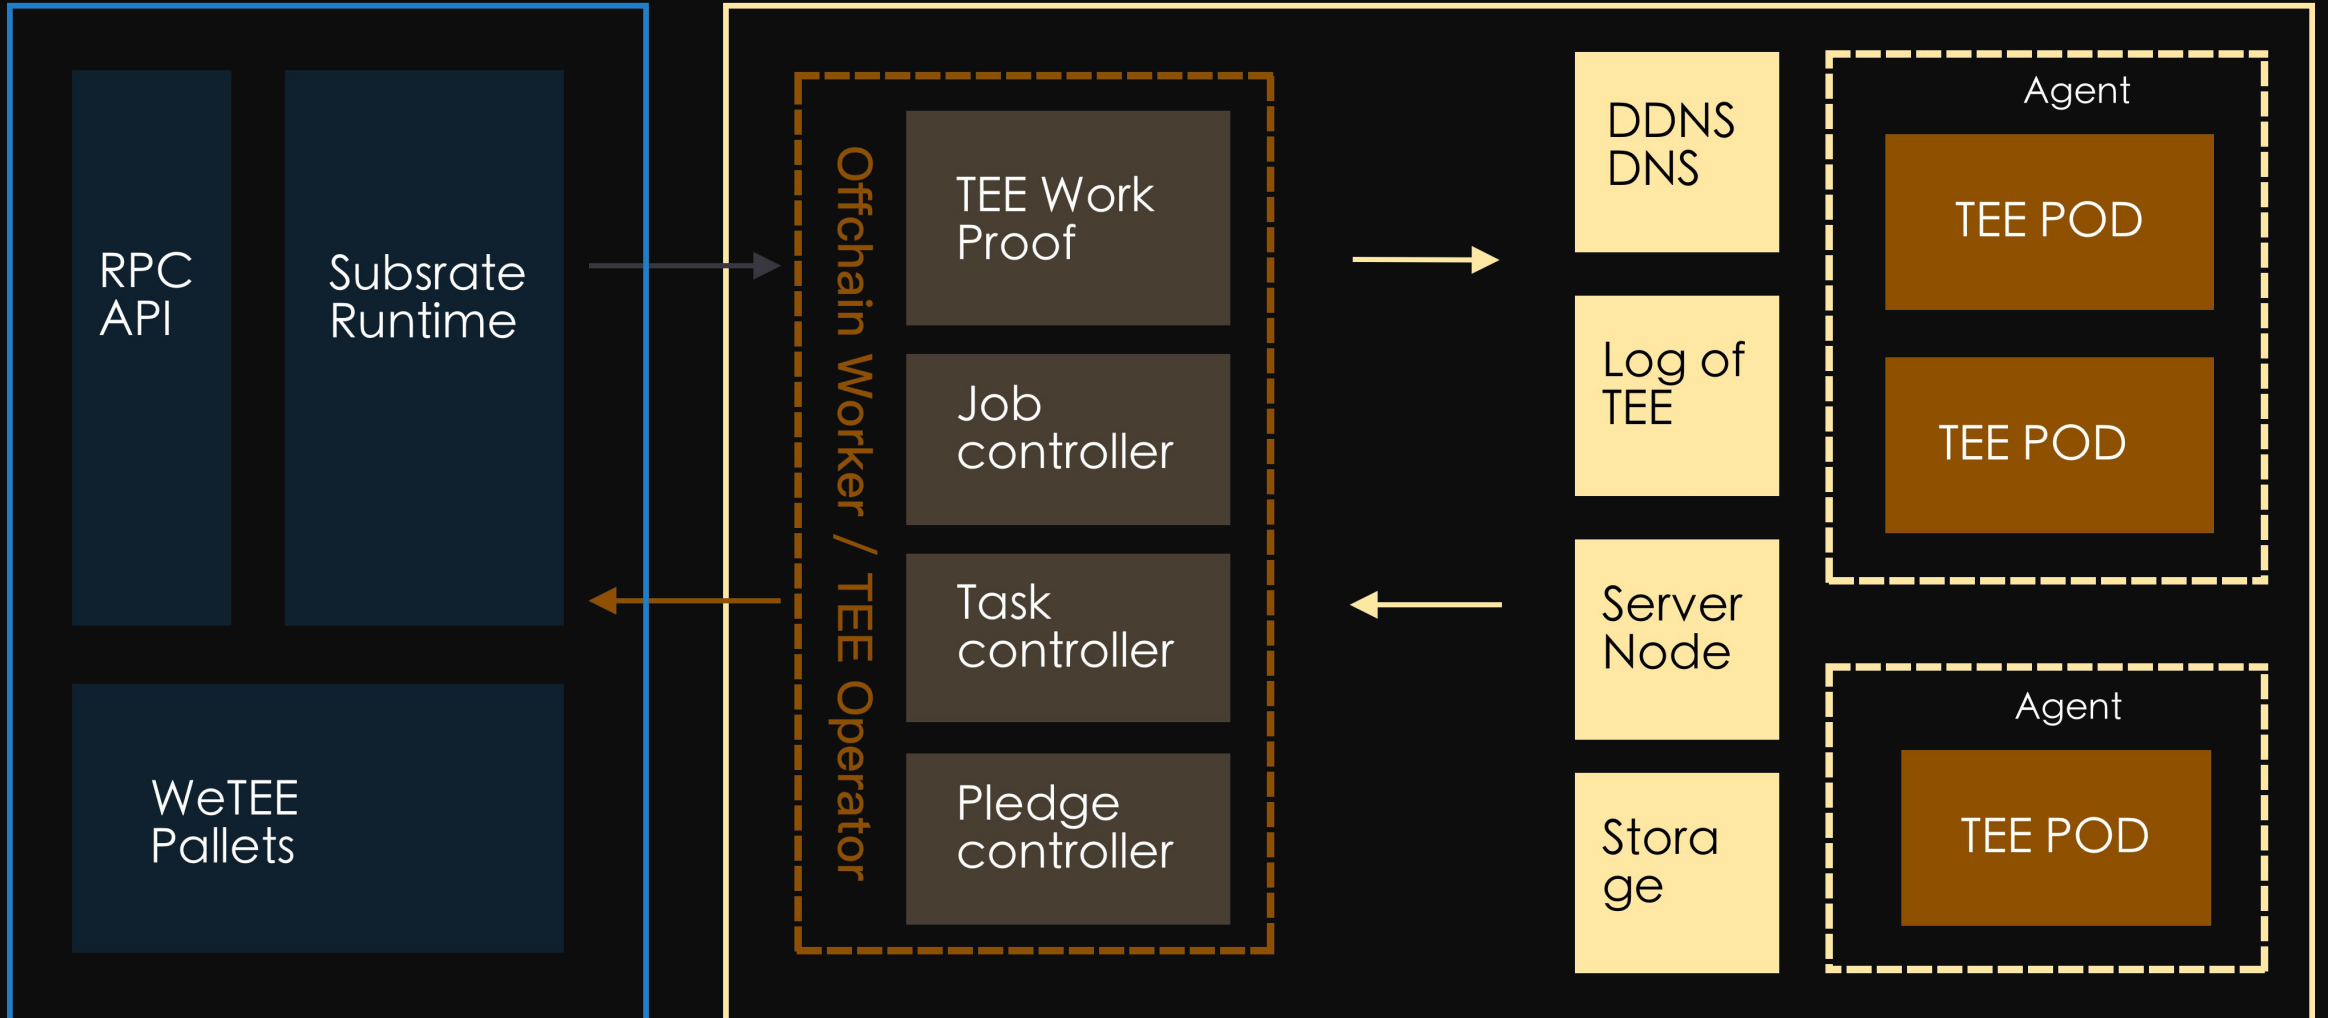 RPC
API
Subsrate
Runtime
WeTEE
Pallets
Offchain Worker / TEE Operator
TEE Work
Proof
Job
controller
Task
controller
Pledge
controller
DDNS
DNS
Log of
TEE
Server
Node
Stora
ge
Agent
TEE POD
TEE POD
Agent
TEE POD